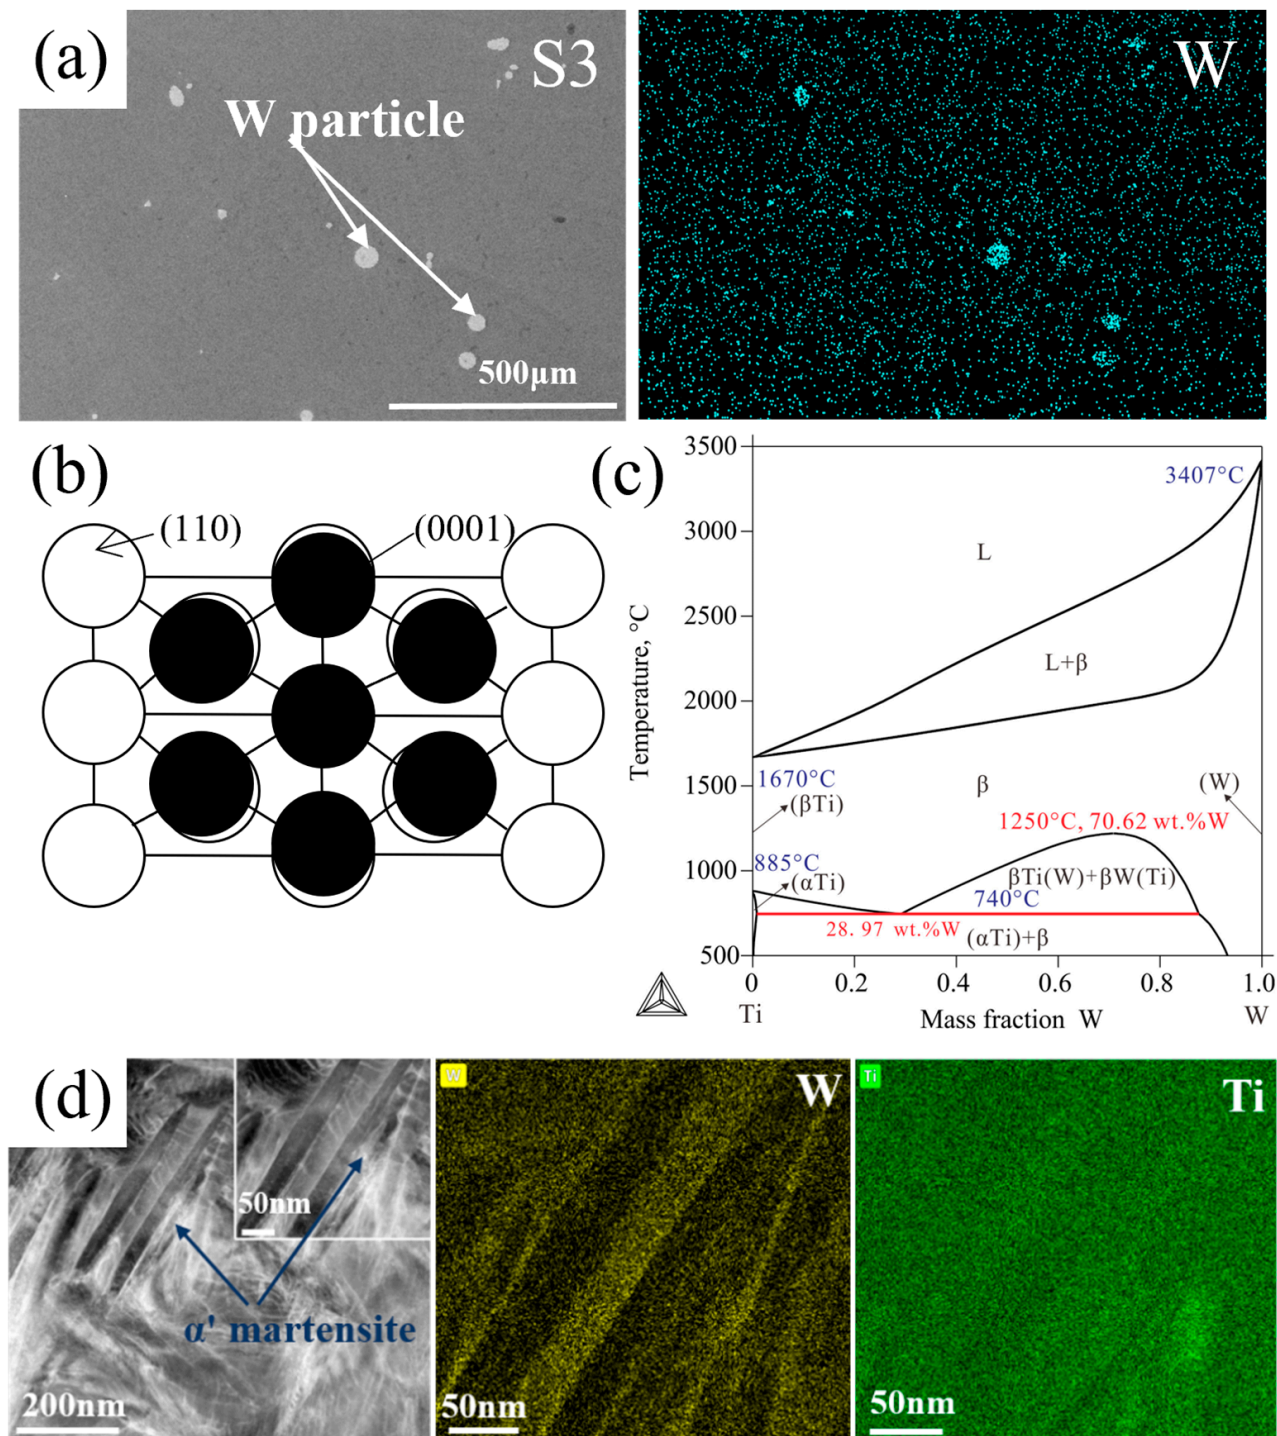 (a)
S3
W particle
500μm
W
(b)
(110)
(0001)
(c)
3500
3000
2500
2000
1500
1000
500
Temperature, °C
3407°C
L
L+β
β
1670°C
(βTi)
(W)
1250°C, 70.62 wt.%W
885°C
(αTi)
βTi(W)+βW(Ti)
740°C
28. 97 wt.%W
(αTi)+β
0 0.2 0.4 0.6 0.8 1.0
Ti
Mass fraction W
W
(d)
50nm
α' martensite
200nm
W
W
50nm
Ti
Ti
50nm